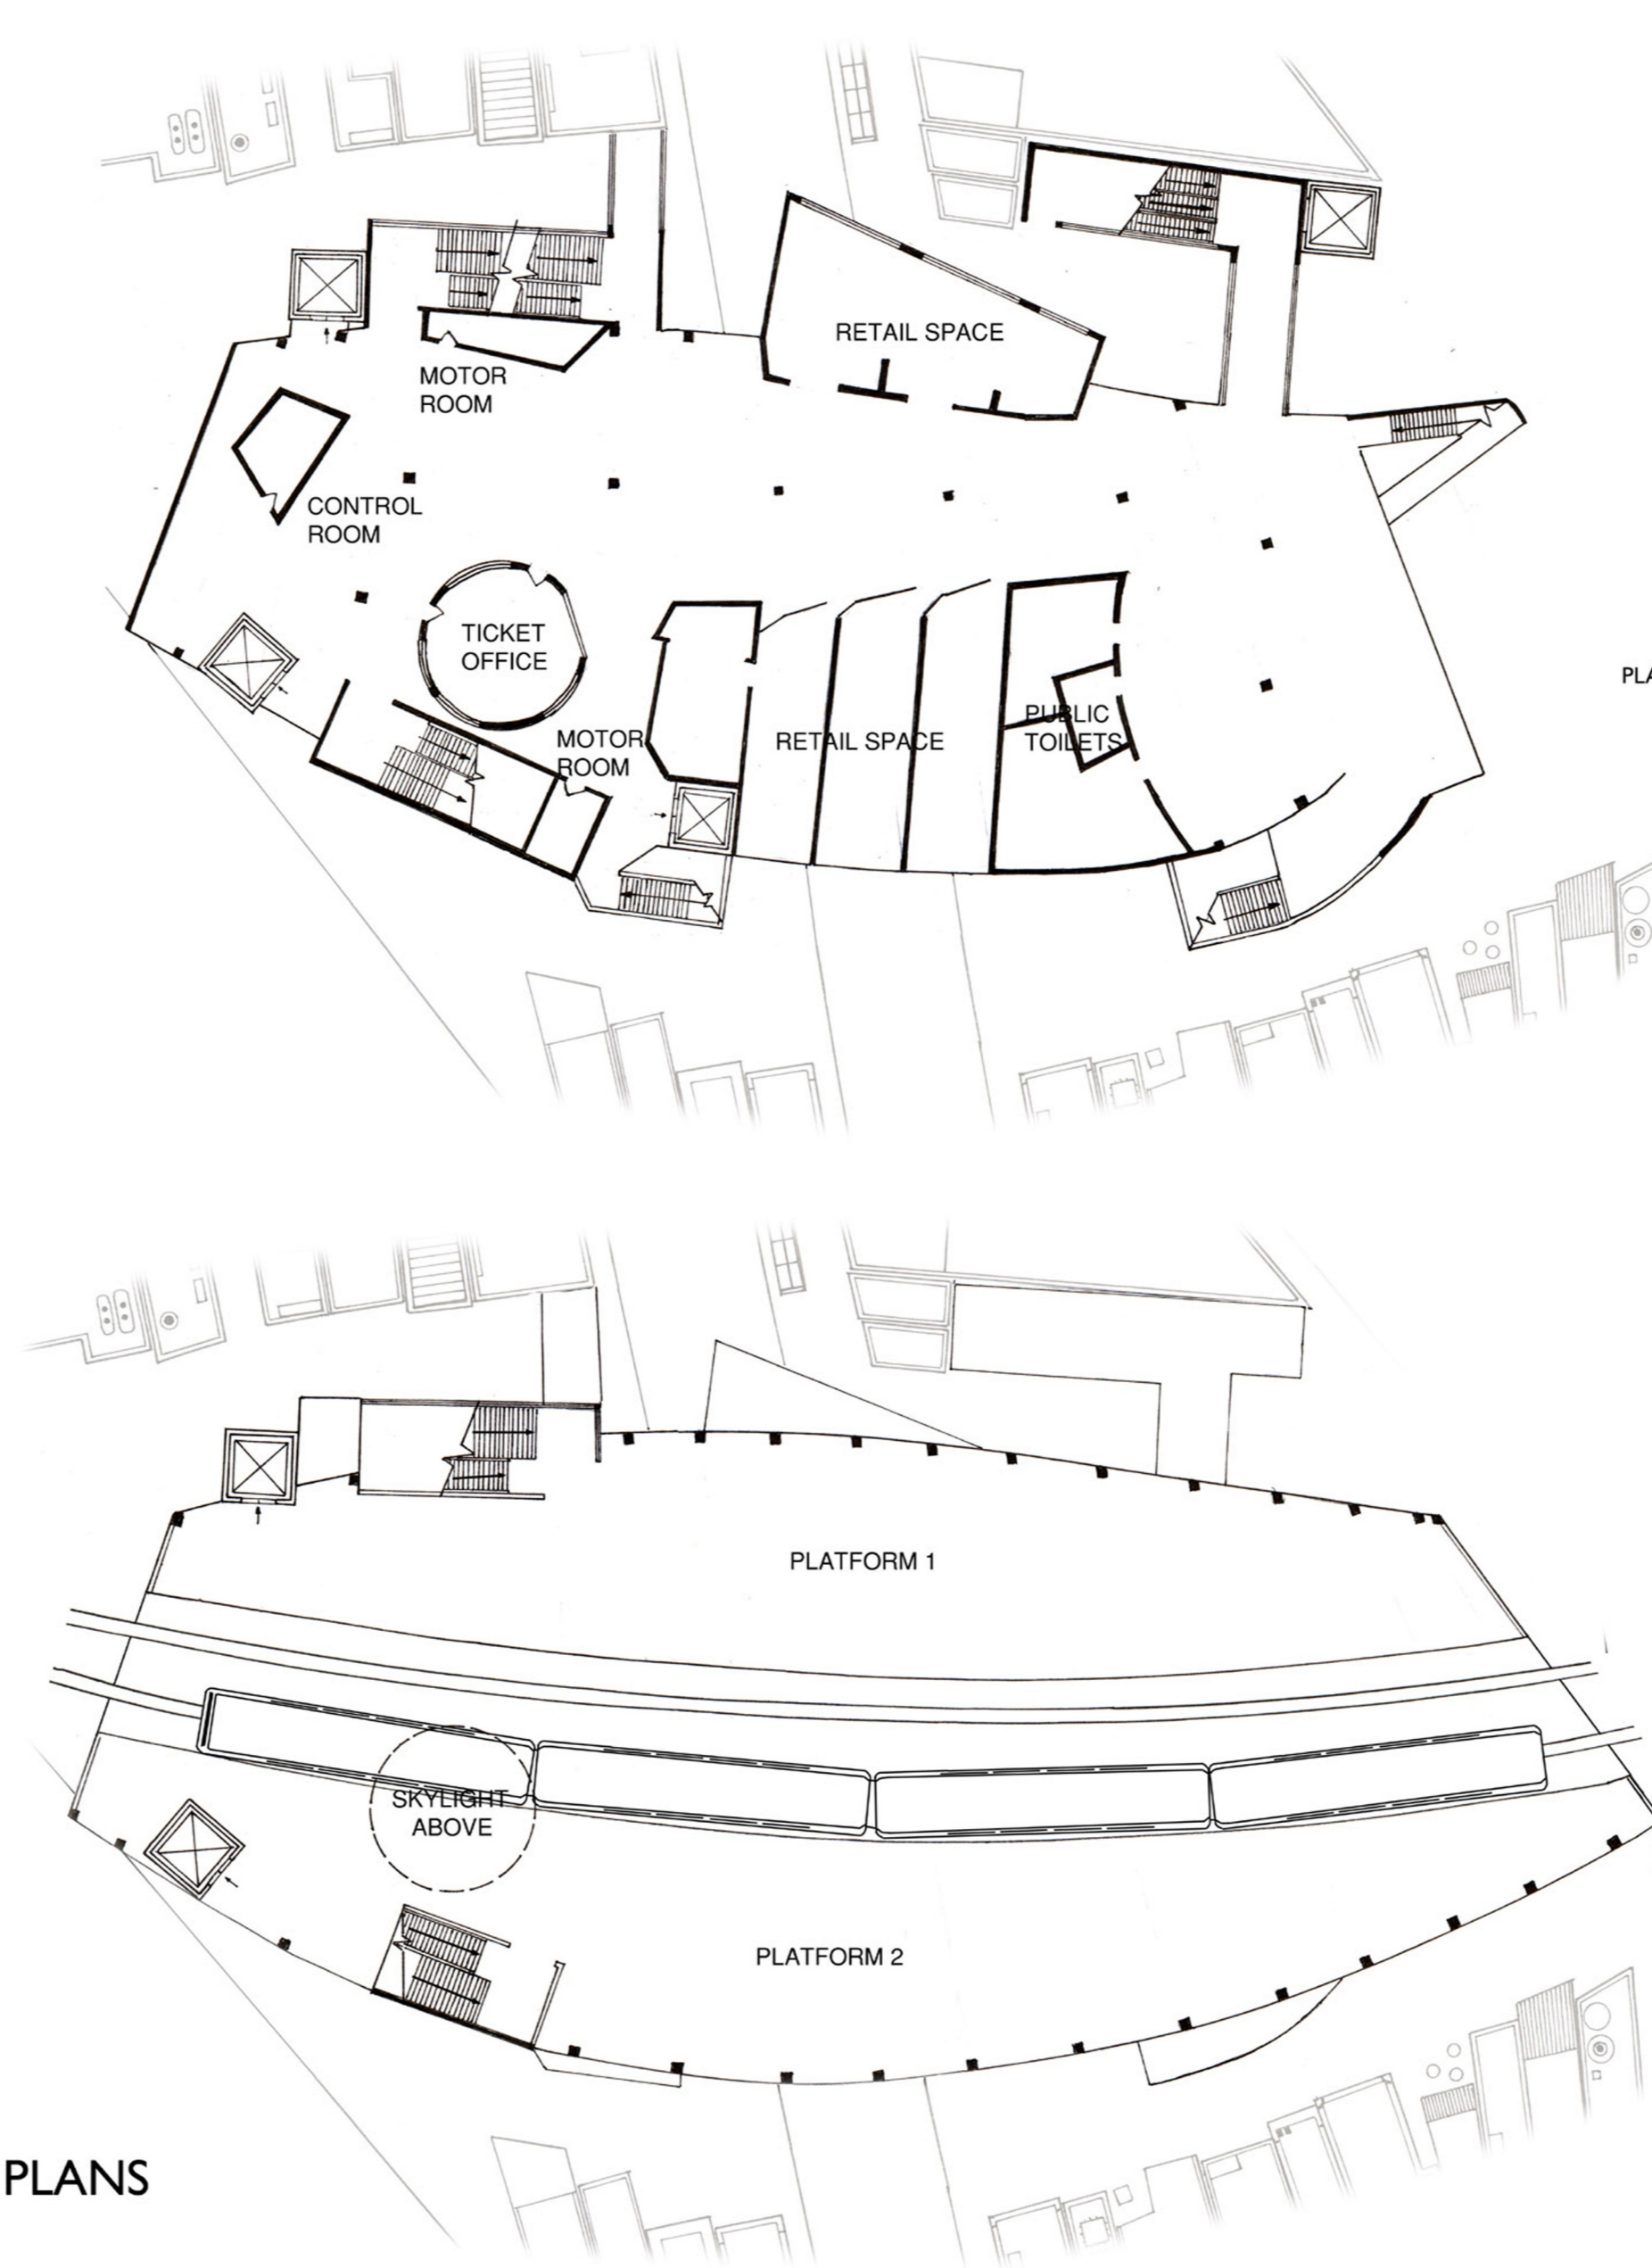 RETAIL SPACE
MOTOR
ROOM
CONTROL
ROOM
TICKET
OFFICE
MOTOR
ROOM
RETAIL SPACE
PUBLIC
TOILETS
PLA
PLATFORM 1
SKYLIGHT
ABOVE
PLATFORM 2
PLANS